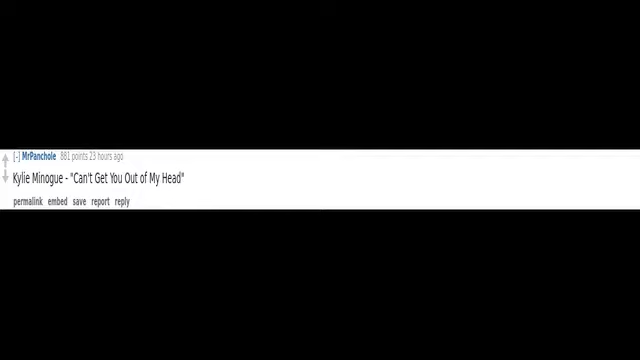 [-] MrPanchole 881 points 23 hours ago
Kylie Minogue - "Can't Get You Out of My Head"
permalink embed save report reply